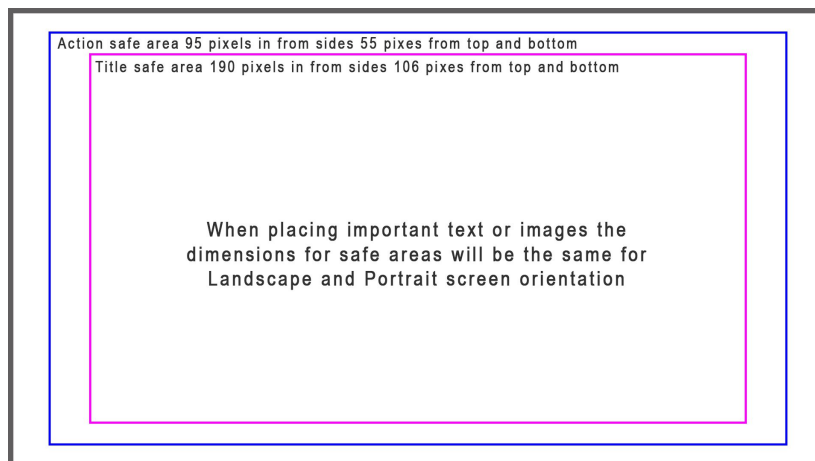 Action safe area 95 pixels in from sides 55 pixes from top and bottom
Title safe area 190 pixels in from sides 106 pixes from top and bottom
When placing important text or images the
dimensions for safe areas will be the same for
Landscape and Portrait screen orientation